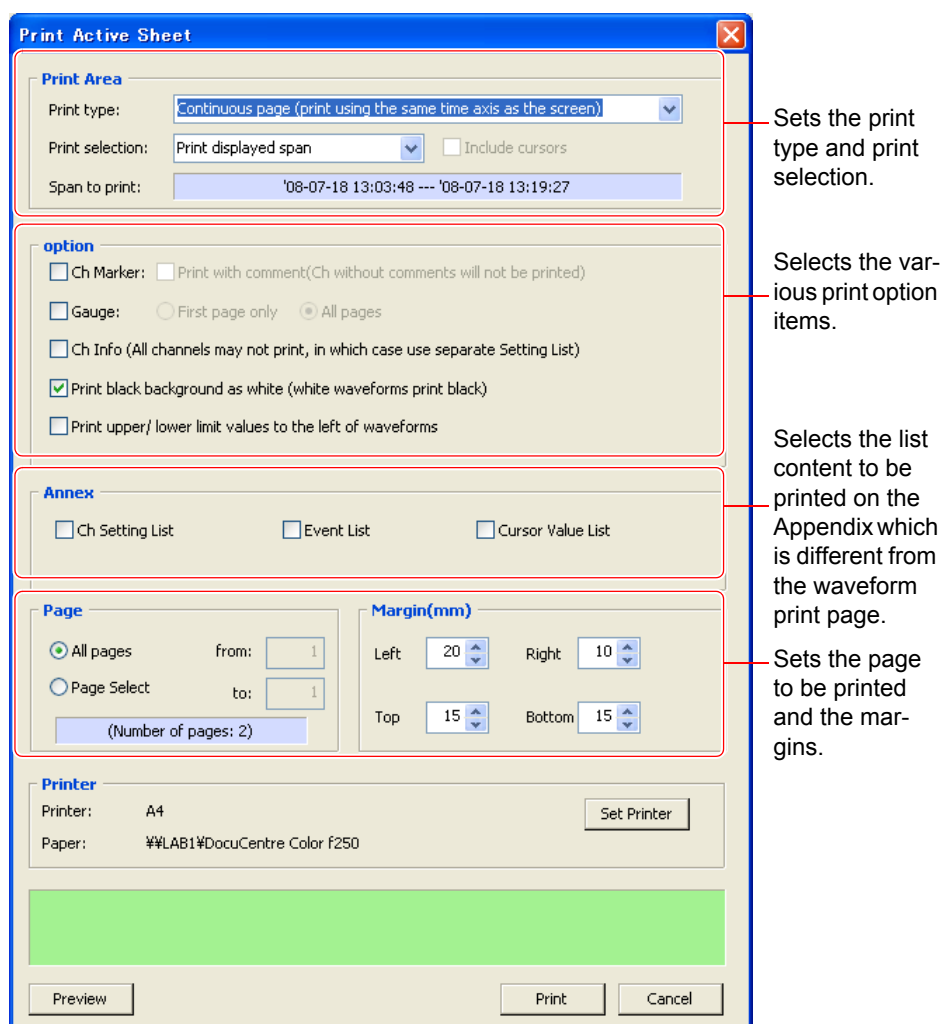 Print Active Sheet
Print Area
Print type: Continuous page (print using the same time axis as the screen)
Print selection: Print displayed span Include cursors
Span to print: '08-07-18 13:03:48 --- '08-07-18 13:19:27
Sets the print
type and print
selection.
option
Ch Marker: Print with comment(Ch without comments will not be printed)
Gauge: First page only All pages
Ch Info (All channels may not print, in which case use separate Setting List)
Print black background as white (white waveforms print black)
Print upper/ lower limit values to the left of waveforms
Selects the var-
ious print option
items.
Annex
Ch Setting List Event List Cursor Value List
Selects the list
content to be
printed on the
Appendix which
is different from
the waveform
print page.
Page
All pages from: 1
Page Select to: 1
(Number of pages: 2)
Margin(mm)
Left 20 Right 10
Top 15 Bottom 15
Sets the page
to be printed
and the mar-
gins.
Printer
Printer: A4
Set Printer
Paper: ¥¥LAB1¥DocuCentre Color f250
Preview Print Cancel